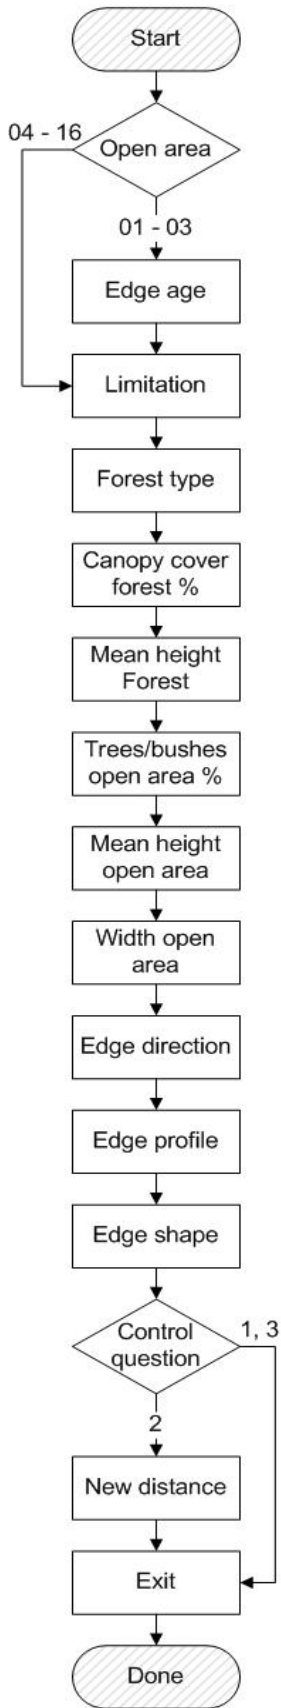 Start
04 - 16
Open area
01 - 03
Edge age
Limitation
Forest type
Canopy cover
forest %
Mean height
Forest
Trees/bushes
open area %
Mean height
open area
Width open
area
Edge direction
Edge profile
Edge shape
Control
question
1, 3
2
New distance
Exit
Done